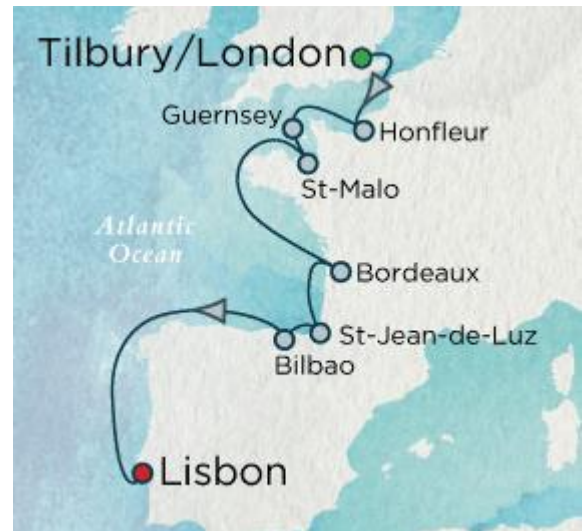 Tilbury/London
Guernsey
Honfleur
St-Malo
Atlantic
Ocean
Bordeaux
St-Jean-de-Luz
Bilbao
Lisbon